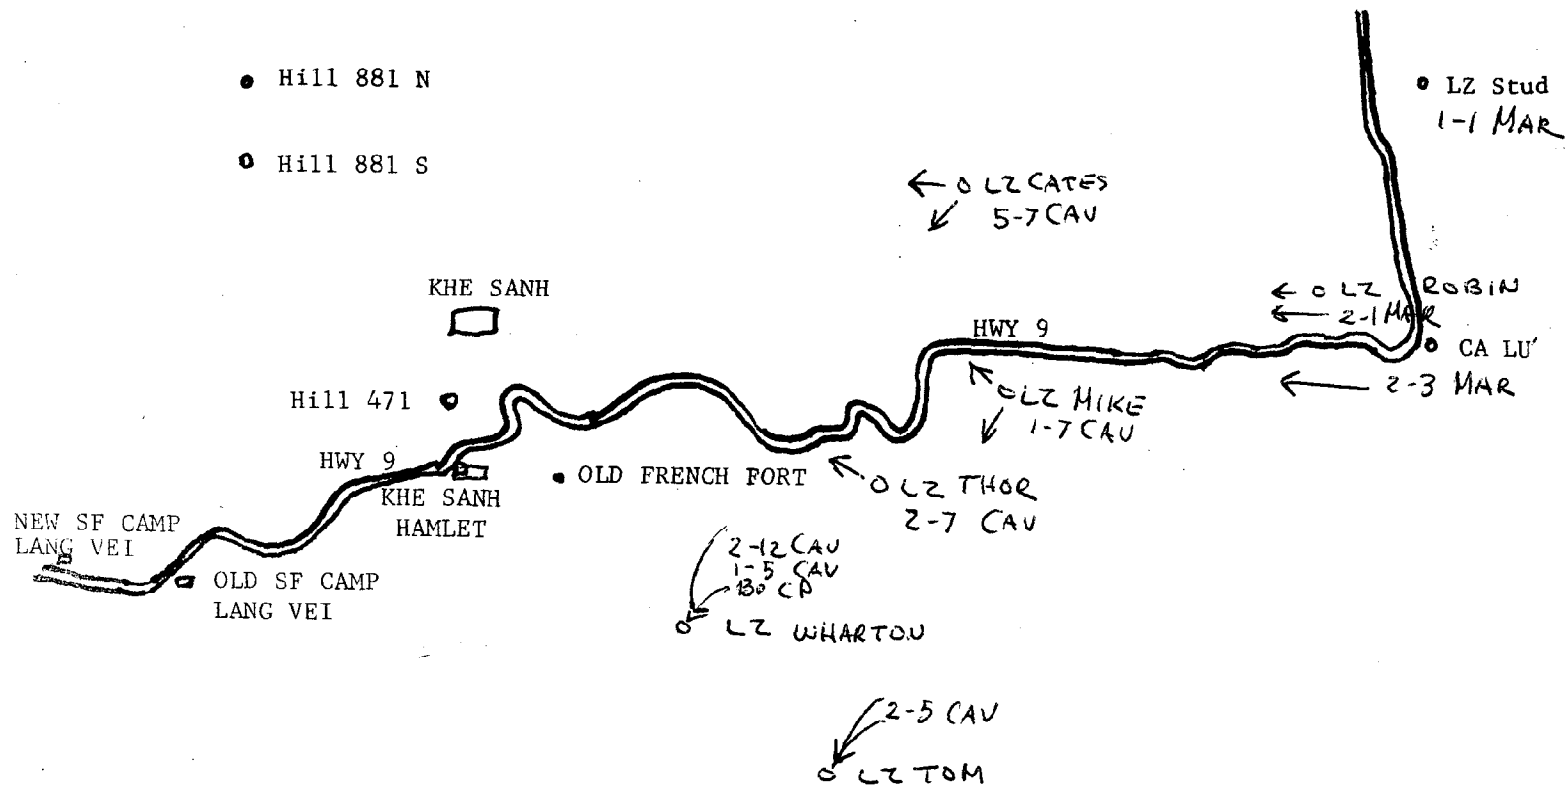 Hill 881 N
LZ Stud
1-1 MAR
Hill 881 S
LZ CATES
5-7 CAV
KHE SANH
LZ ROBIN
2-1 MAR
HWY 9
CA LU
2-3 MAR
Hill 471
LZ MIKE
1-7 CAV
HWY 9
OLD FRENCH FORT
LZ THOR
2-7 CAV
KHE SANH
HAMLET
NEW SF CAMP
LANG VEI
OLD SF CAMP
LANG VEI
2-12 CAV
1-5 CAV
CP
LZ WHARTON
2-5 CAV
LZ TOM